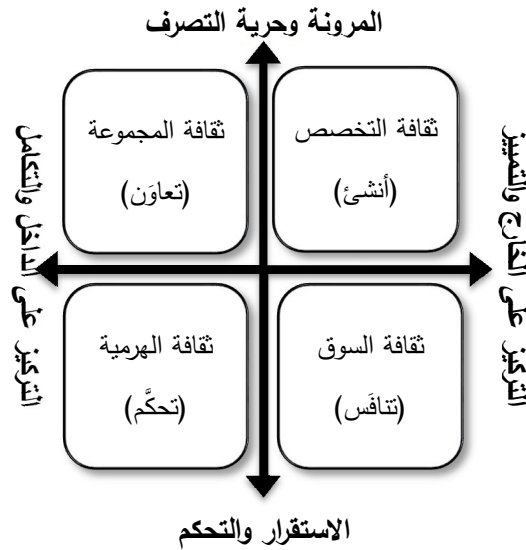 المرونة وحرية التصرف
ثقافة التخصص
(أنشئ)
ثقافة المجموعة
(تعاوَن)
التركيز على الخارج والتمييز
التركيز على الداخل والتكامل
ثقافة السوق
(تنافَس)
ثقافة الهرمية
(تحكَّم)
الاستقرار والتحكم